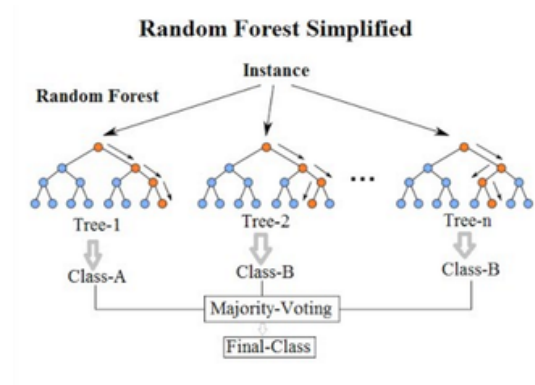 Random Forest Simplified
Instance
Random Forest
...
Tree-1
Tree-2
Tree-n
Class-A
Class-B
Class-B
Majority-Voting
Final-Class